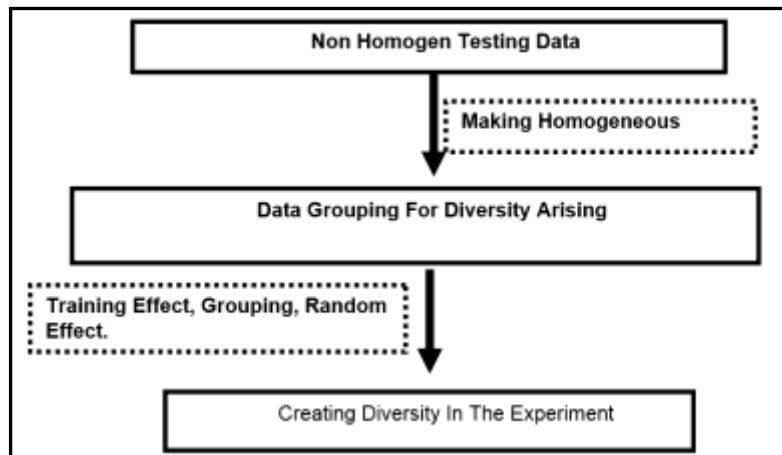 Non Homogen Testing Data
Making Homogeneous
Data Grouping For Diversity Arising
Training Effect, Grouping, Random
Effect.
Creating Diversity In The Experiment